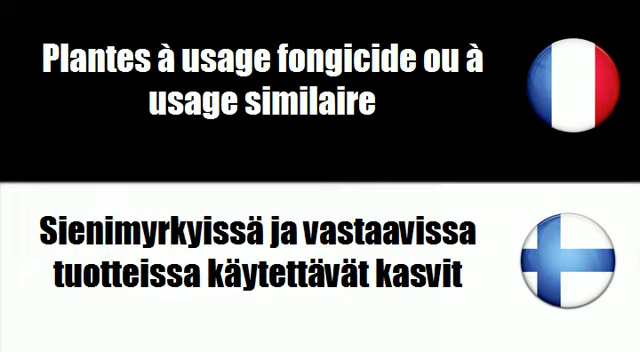 Plantes à usage fongicide ou à
usage similaire
Sienimyrkyissä ja vastaavissa
tuotteissa käytettävät kasvit